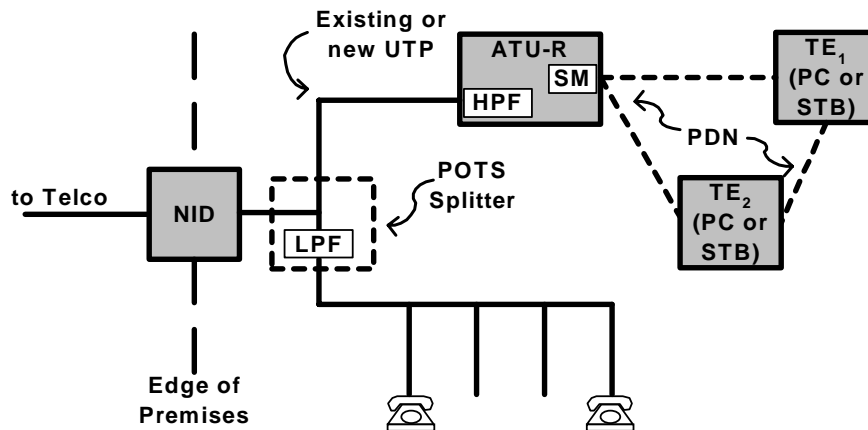 Existing or
new UTP
ATU-R
SM
HPF
TE₁
(PC or
STB)
PDN
to Telco
NID
POTS
Splitter
LPF
TE₂
(PC or
STB)
Edge of
Premises